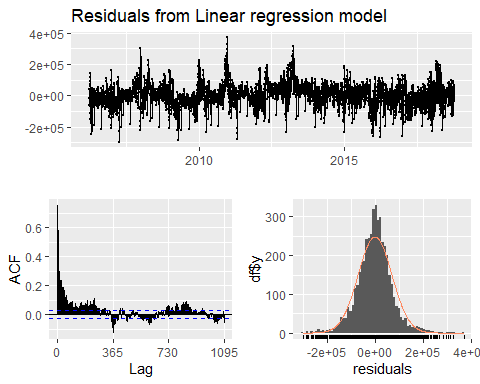 Residuals from Linear regression model
4e+05
2e+05
0e+00
-2e+05
2010 2015
0.6
0.4
0.2
0.0
ACF
0 365 730 1095
Lag
300
200
100
0
df$y
-2e+05 0e+00 2e+05 4e+0
residuals